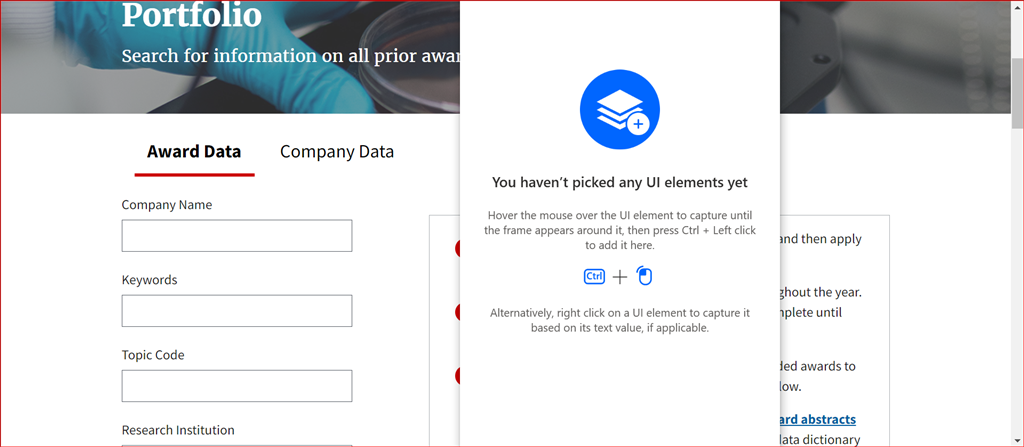 Portfolio
Search for information on all prior awar
Award Data
Company Data
Company Name
Keywords
Topic Code
Research Institution
You haven't picked any UI elements yet
Hover the mouse over the UI element to capture until
the frame appears around it, then press Ctrl + Left click
to add it here.
Ctrl +
Alternatively, right click on a UI element to capture it
based on its text value, if applicable.
and then apply
ghout the year.
nplete until
ded awards to
low.
ard abstracts
data dictionary